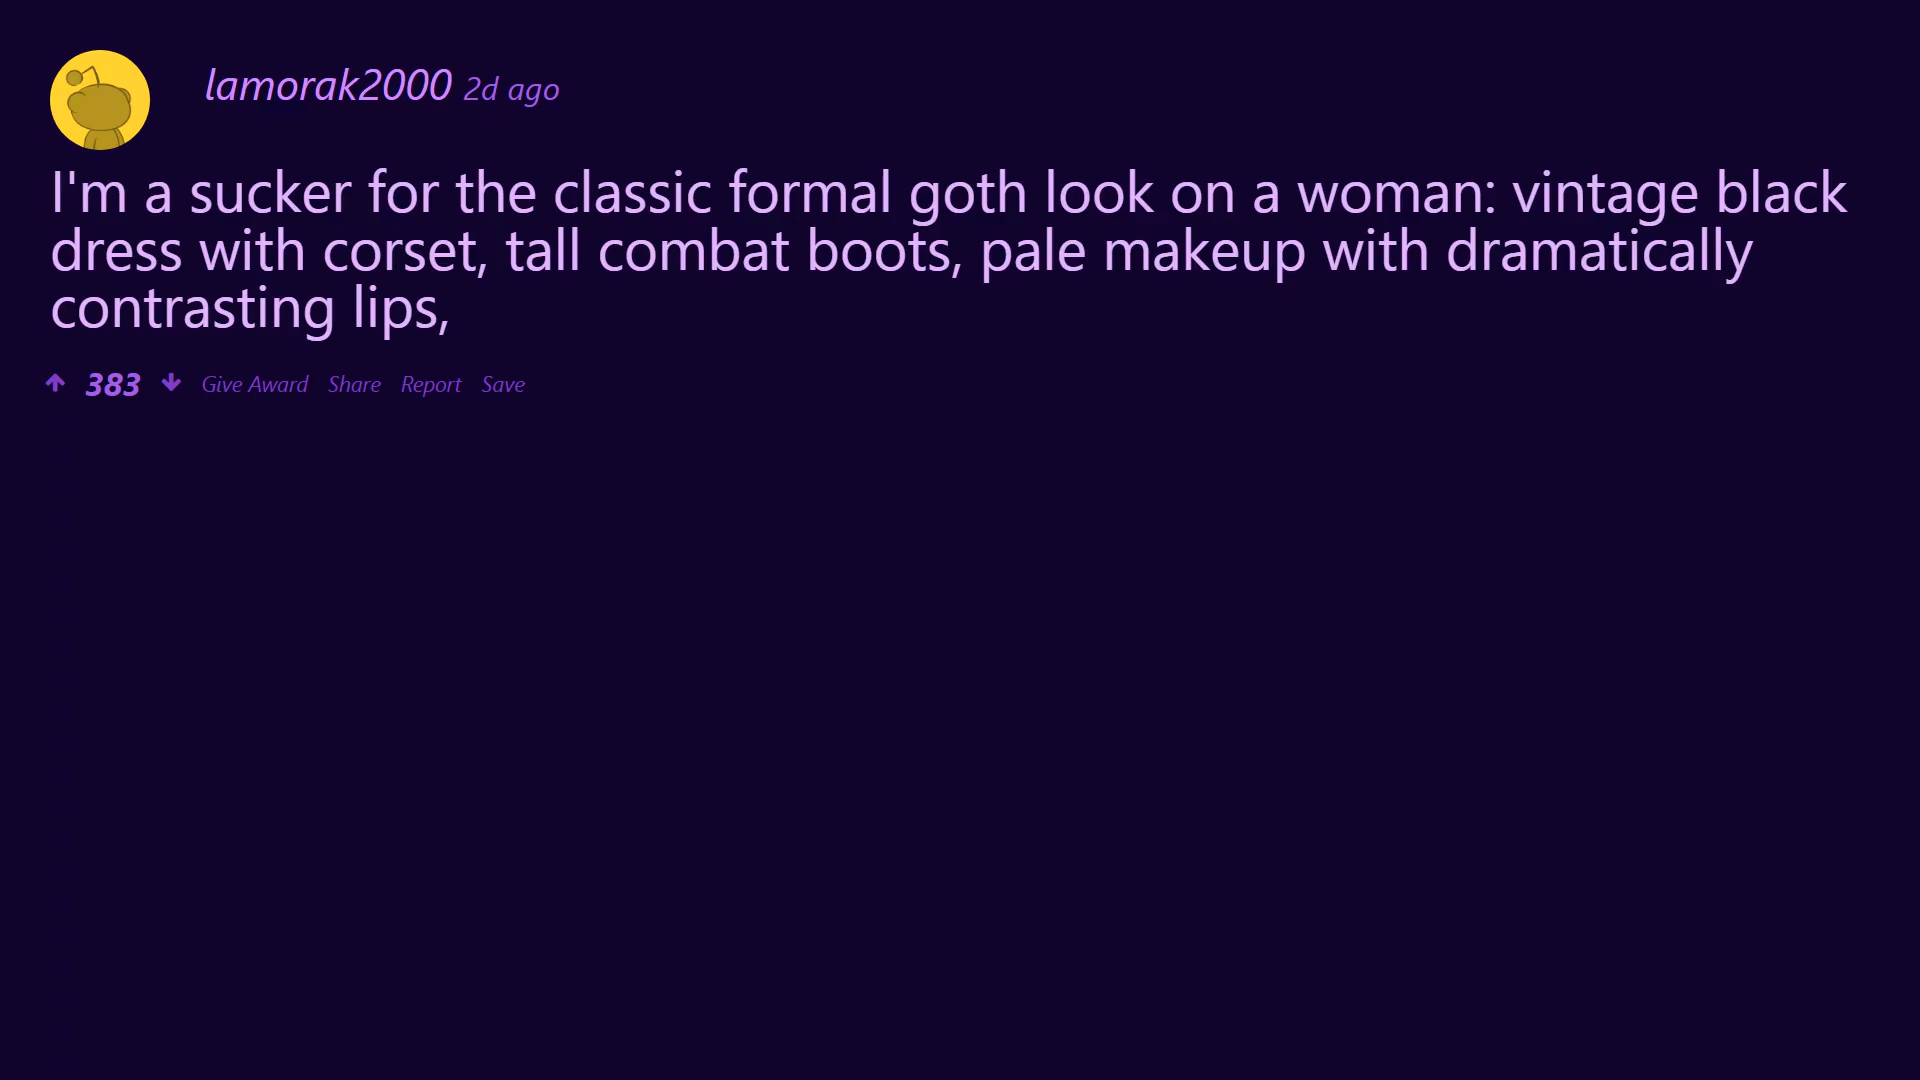 lamorak2000 2d ago
I'm a sucker for the classic formal goth look on a woman: vintage black
dress with corset, tall combat boots, pale makeup with dramatically
contrasting lips,
383 Give Award Share Report Save